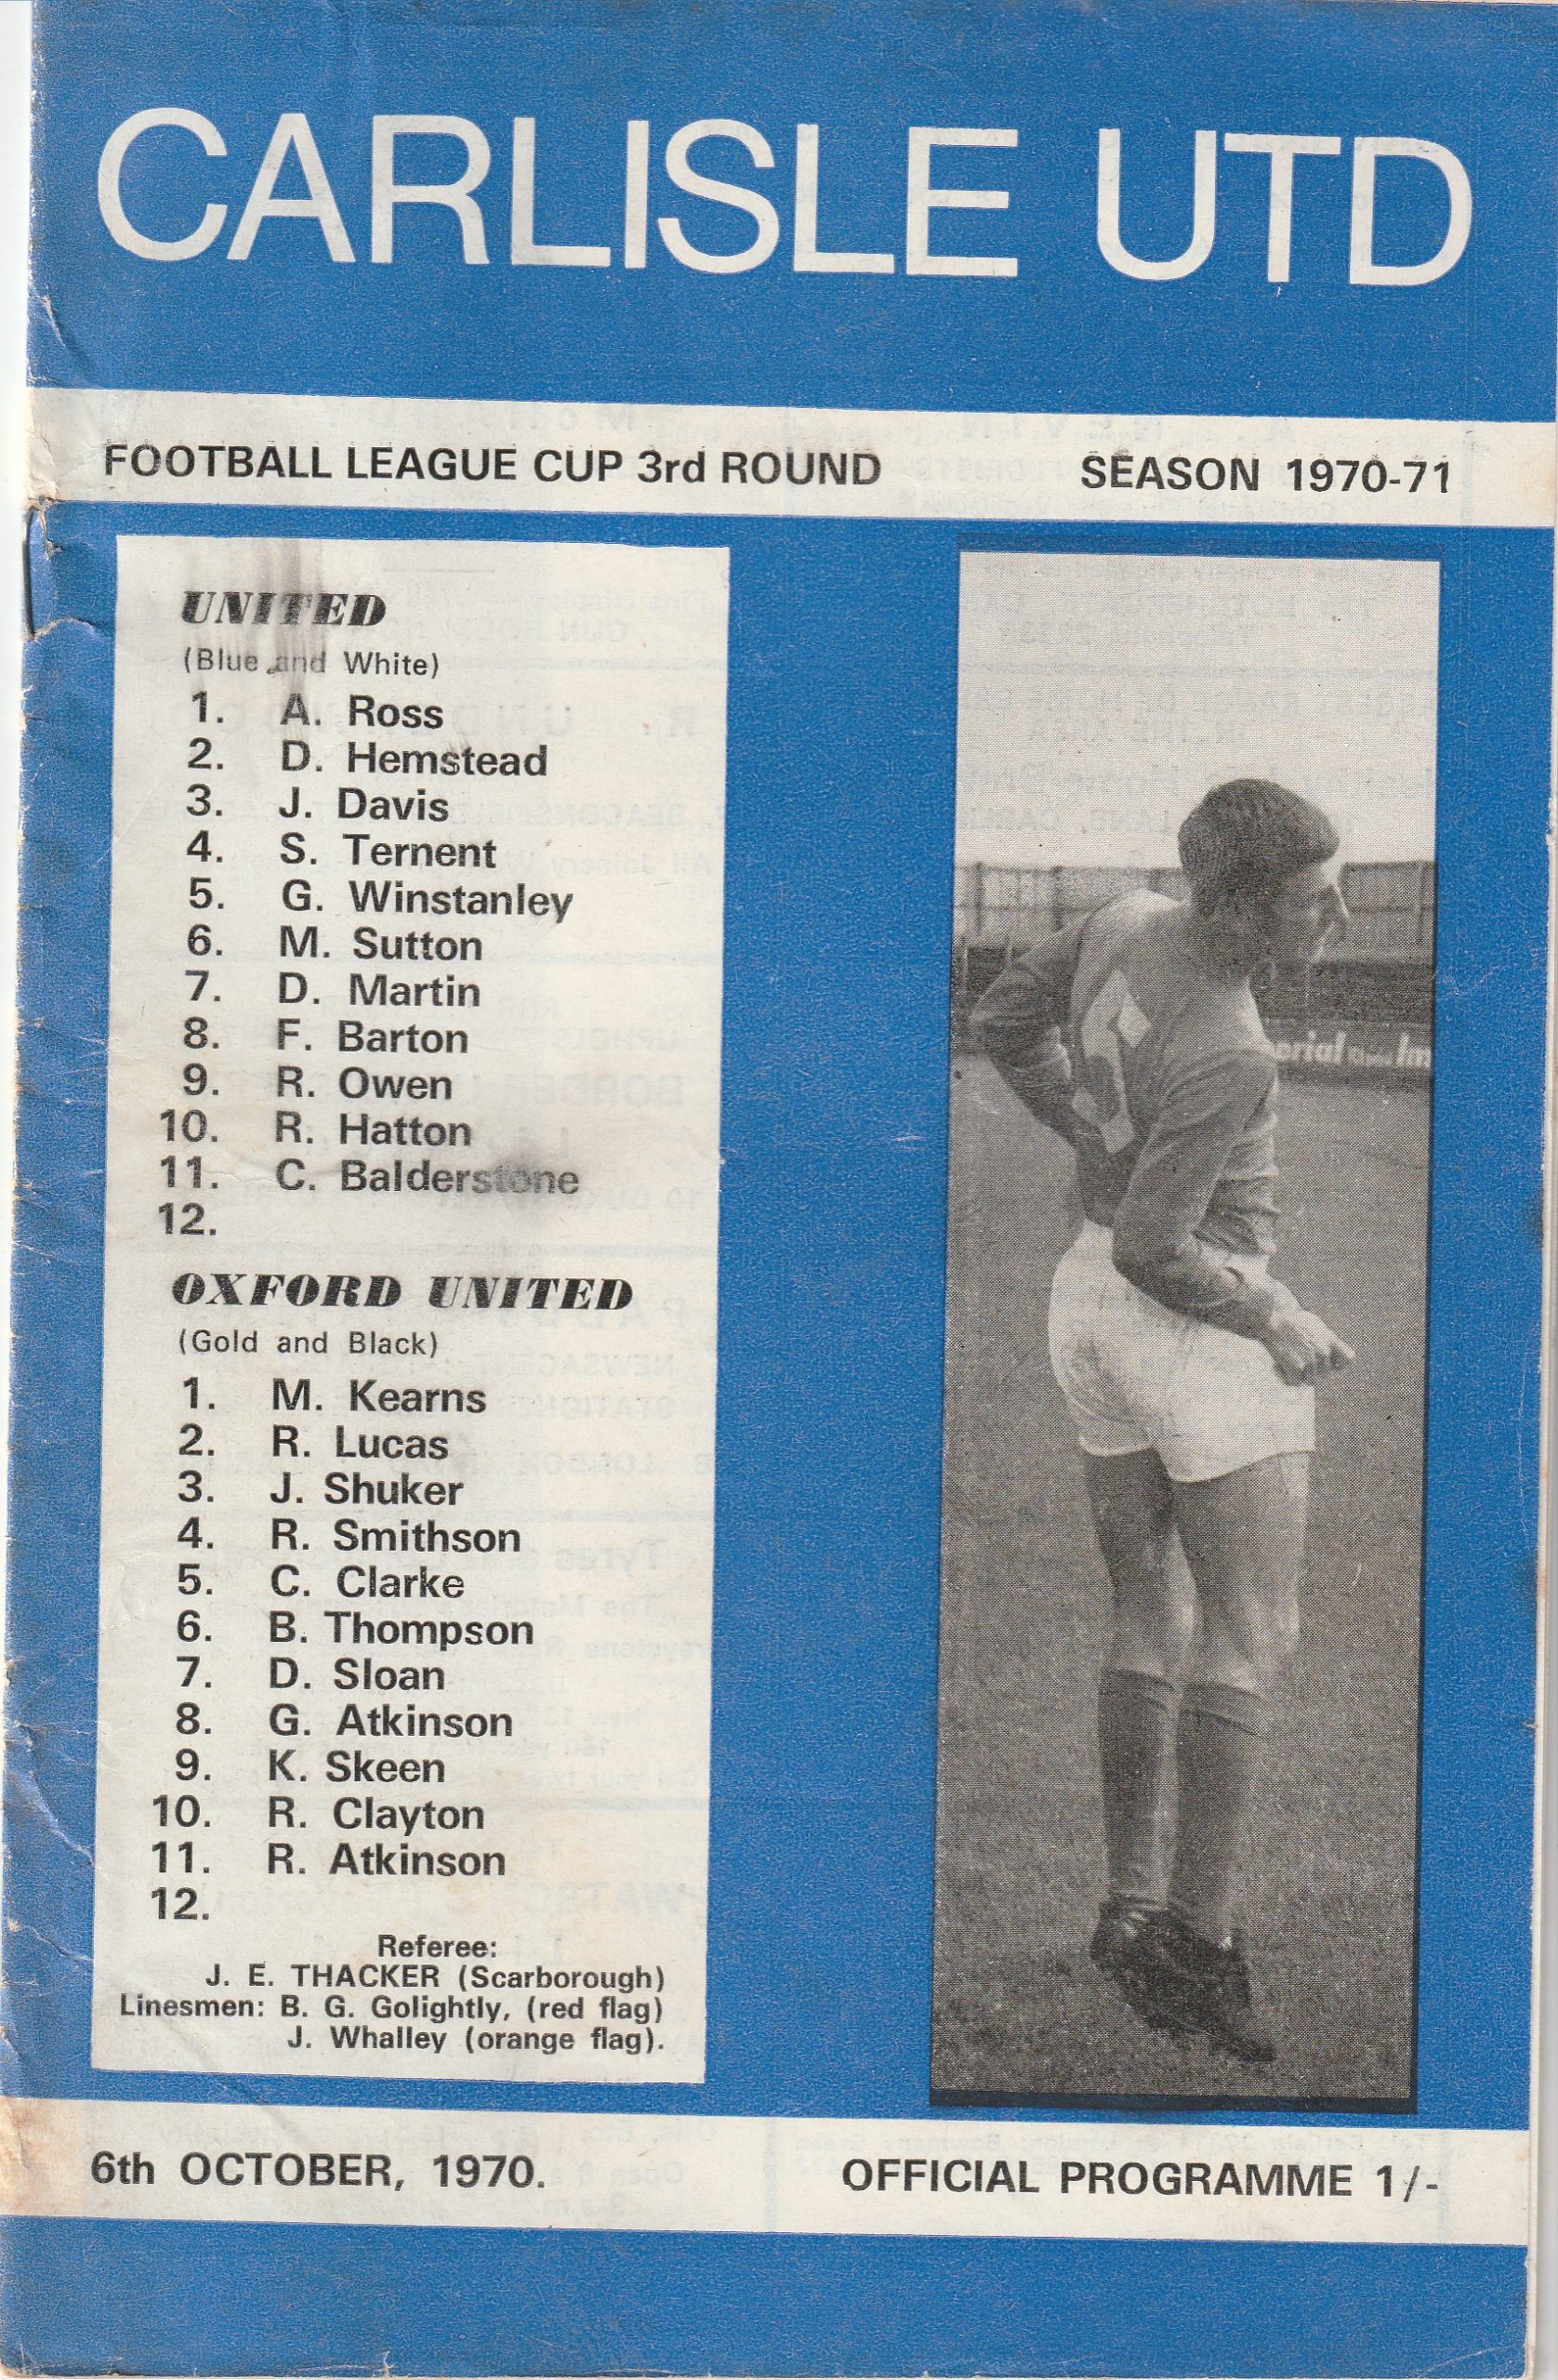 CARLISLE UTD
FOOTBALL LEAGUE CUP 3rd ROUND SEASON 1970-71
UNITED
(Blue and White)
1. A. Ross
2. D. Hemstead
3. J. Davis
4. S. Ternent
5. G. Winstanley
6. M. Sutton
7. D. Martin
8. F. Barton
9. R. Owen
10. R. Hatton
11. C. Balderstone
12.
OXFORD UNITED
(Gold and Black)
1. M. Kearns
2. R. Lucas
3. J. Shuker
4. R. Smithson
5. C. Clarke
6. B. Thompson
7. D. Sloan
8. G. Atkinson
9. K. Skeen
10. R. Clayton
11. R. Atkinson
12.
Referee:
J. E. THACKER (Scarborough)
Linesmen: B. G. Golightly, (red flag)
J. Whalley (orange flag).
6th OCTOBER, 1970. OFFICIAL PROGRAMME 1/-